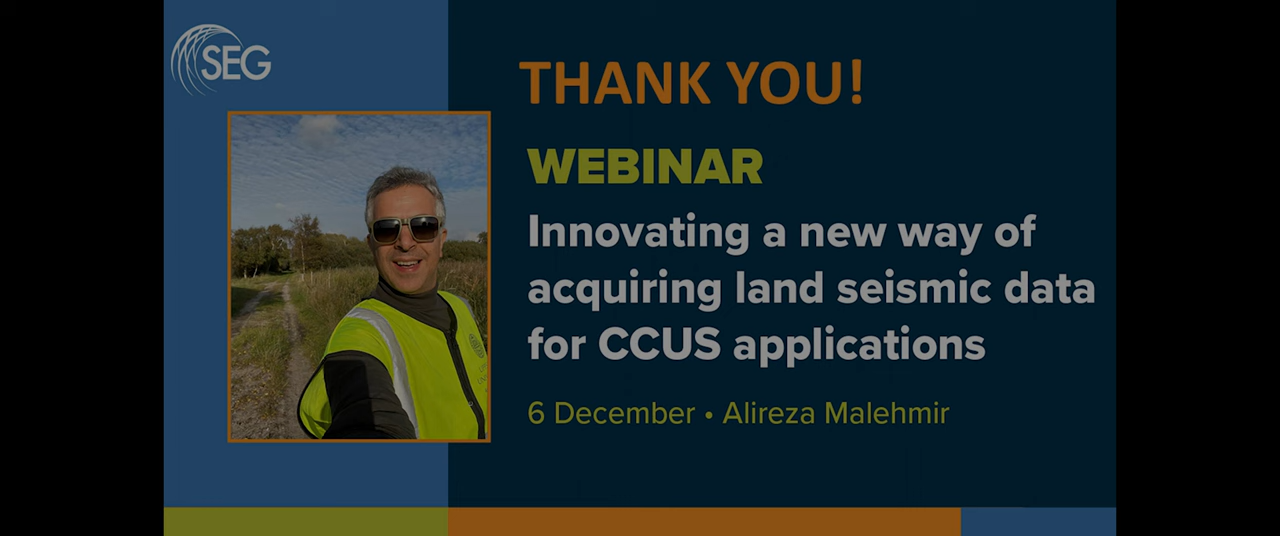 SEG
THANK YOU!
WEBINAR
Innovating a new way of
acquiring land seismic data
for CCUS applications
6 December • Alireza Malehmir